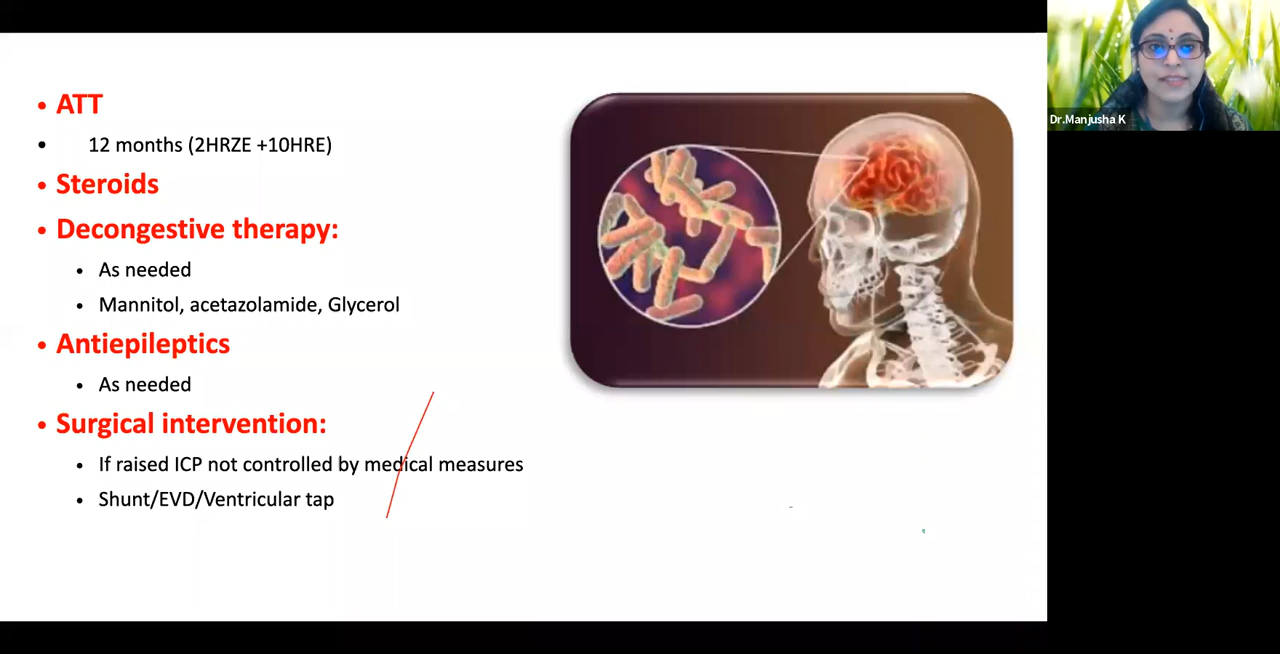 • ATT
• 12 months (2HRZE +10HRE)
• Steroids
• Decongestive therapy:
• As needed
• Mannitol, acetazolamide, Glycerol
• Antiepileptics
• As needed
• Surgical intervention:
• If raised ICP not controlled by medical measures
• Shunt/EVD/Ventricular tap
Dr.Manjusha K